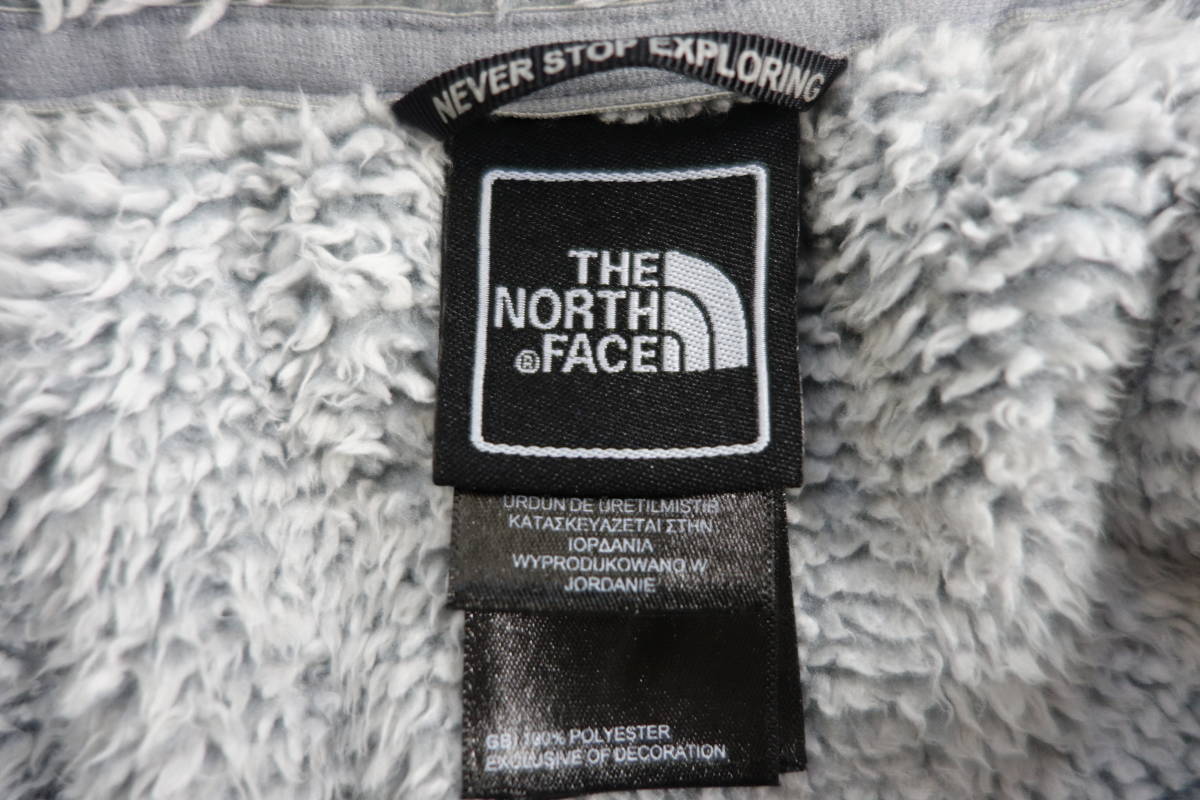 NEVER STOP EXPLORING
THE
NORTH
® FACE
URDUN DE URETILMISTIR
ΚΑΤΑΣΚΕΥΑΖΕΤΑΙ ΣΤΗΝ
ΙΟΡΔΑΝΙΑ
WYPRODUKOWANO W
JORDANIE
GB) 100% POLYESTER
EXCLUSIVE OF DECORATION